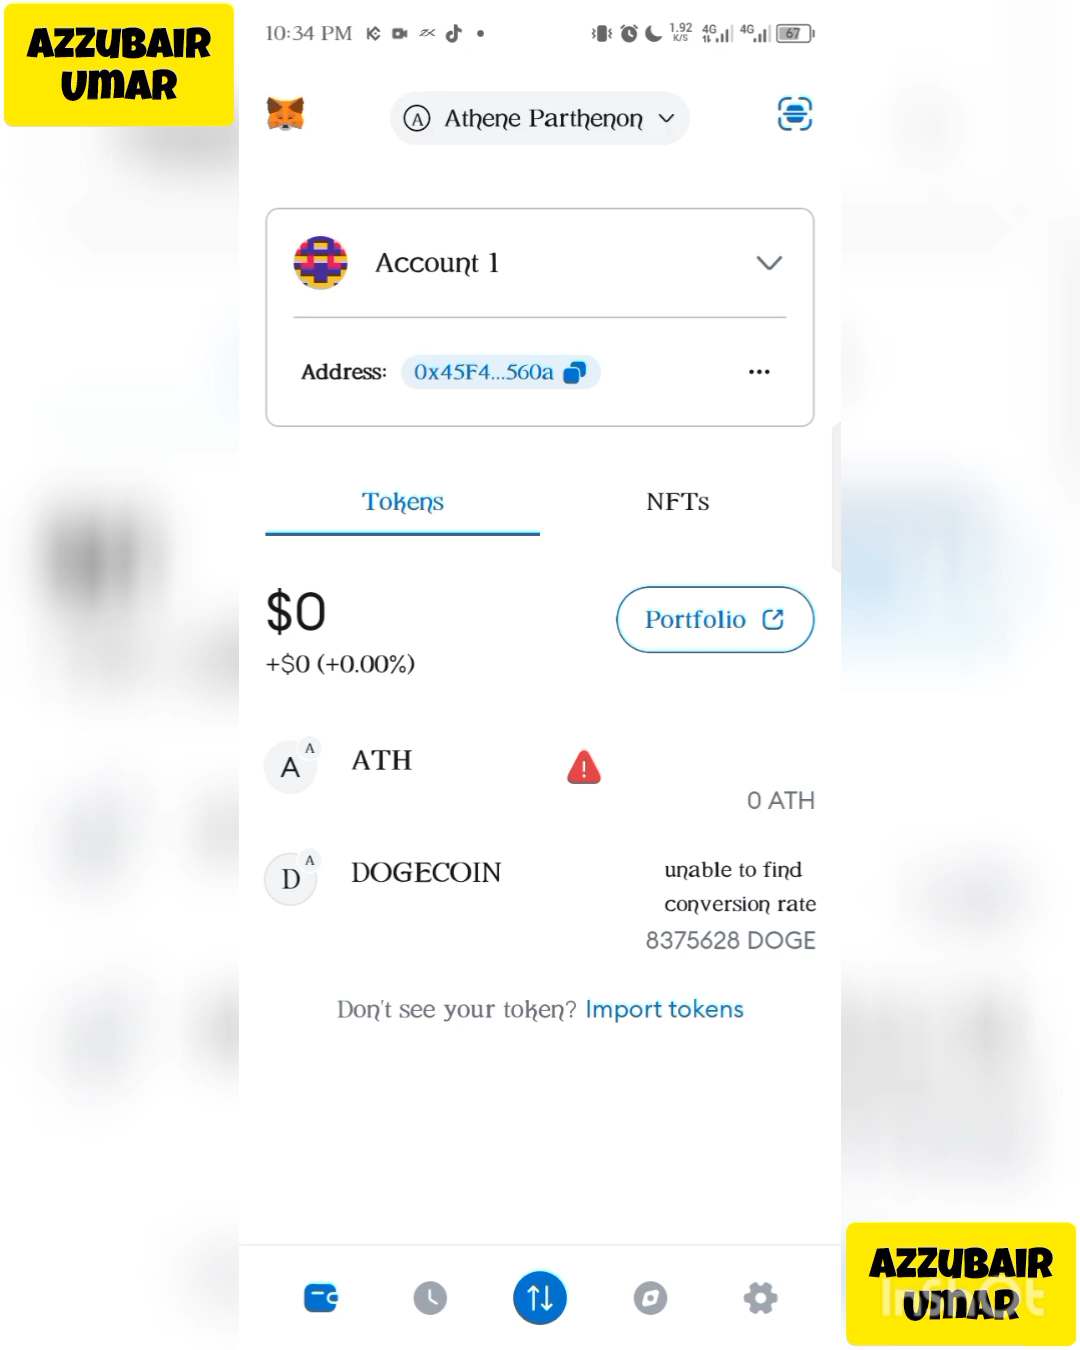 AZZUBAIR
UMAR
10:34 PM
1.92
K/S
4G
4G
67
A Athene Parthenon
Account 1
Address: 0x45F4...560a
Tokens
NFTs
$0
Portfolio
+$0 (+0.00%)
A
A
ATH
0 ATH
A
D
DOGECOIN
unable to find
conversion rate
8375628 DOGE
Don't see your token? Import tokens
AZZUBAIR
UMAR
InShOt